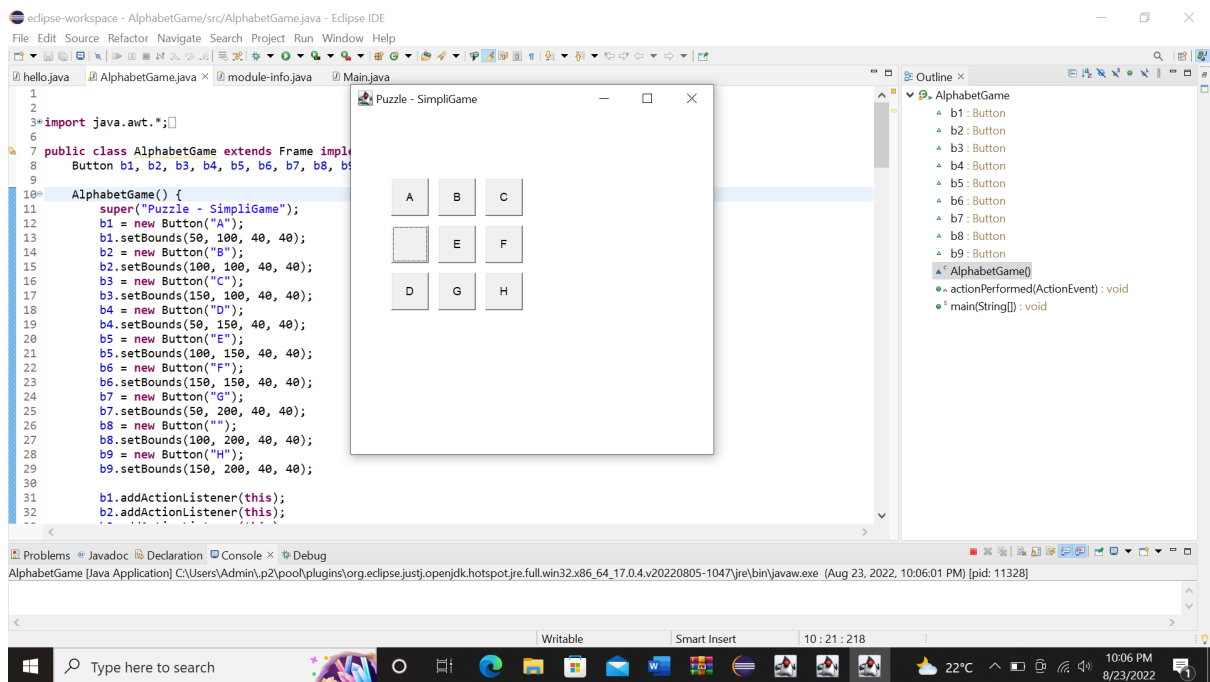 eclipse-workspace - AlphabetGame/src/AlphabetGame.java - Eclipse IDE
File Edit Source Refactor Navigate Search Project Run Window Help
hello.java AlphabetGame.java × module-info.java Main.java
1
2
3 import java.awt.*;
6
7 public class AlphabetGame extends Frame imple
8 Button b1, b2, b3, b4, b5, b6, b7, b8, b9
9
10 AlphabetGame() {
11 super("Puzzle - SimpliGame");
12 b1 = new Button("A");
13 b1.setBounds(50, 100, 40, 40);
14 b2 = new Button("B");
15 b2.setBounds(100, 100, 40, 40);
16 b3 = new Button("C");
17 b3.setBounds(150, 100, 40, 40);
18 b4 = new Button("D");
19 b4.setBounds(50, 150, 40, 40);
20 b5 = new Button("E");
21 b5.setBounds(100, 150, 40, 40);
22 b6 = new Button("F");
23 b6.setBounds(150, 150, 40, 40);
24 b7 = new Button("G");
25 b7.setBounds(50, 200, 40, 40);
26 b8 = new Button("");
27 b8.setBounds(100, 200, 40, 40);
28 b9 = new Button("H");
29 b9.setBounds(150, 200, 40, 40);
30
31 b1.addActionListener(this);
32 b2.addActionListener(this);
Puzzle - SimpliGame
A B C
E F
D G H
Outline ×
AlphabetGame
b1 : Button
b2 : Button
b3 : Button
b4 : Button
b5 : Button
b6 : Button
b7 : Button
b8 : Button
b9 : Button
AlphabetGame()
actionPerformed(ActionEvent) : void
main(String[]) : void
Problems Javadoc Declaration Console × Debug
AlphabetGame [Java Application] C:\Users\Admin\.p2\pool\plugins\org.eclipse.justj.openjdk.hotspot.jre.full.win32.x86_64_17.0.4.v20220805-1047\jre\bin\javaw.exe (Aug 23, 2022, 10:06:01 PM) [pid: 11328]
Writable Smart Insert 10 : 21 : 218
Type here to search 22°C 10:06 PM
8/23/2022 1